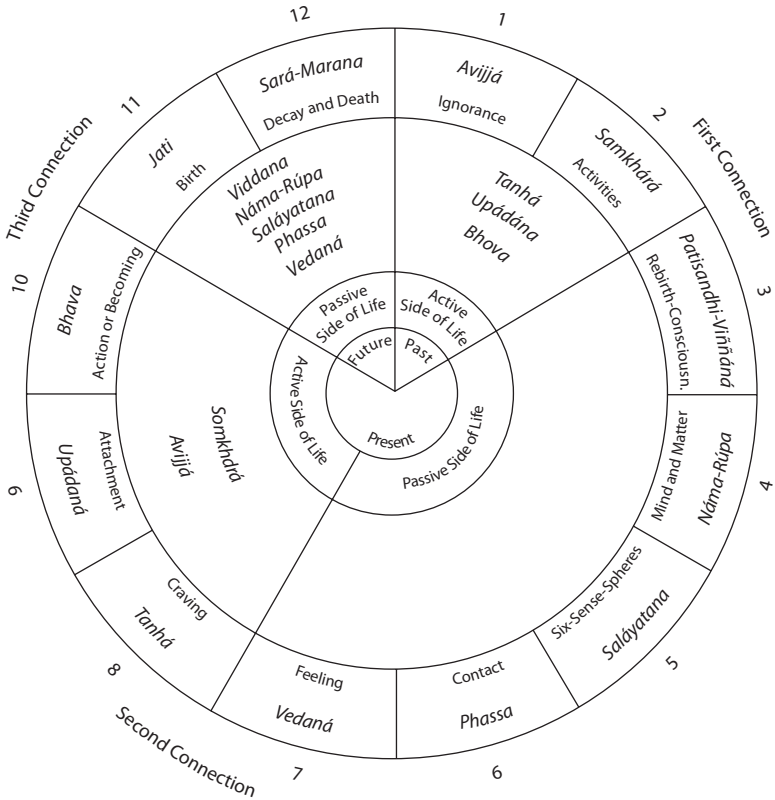 1
Avijjá
Ignorance
2
Samkhárá
Activities
First Connection
3
Patisandhi-Viññáná
Rebirth-Consciousn.
4
Náma-Rúpa
Mind and Matter
5
Saláyatana
Six-Sense-Spheres
6
Contact
Phassa
7
Feeling
Vedaná
Second Connection
8
Craving
Tanhá
9
Attachment
Upádaná
10
Bhava
Action or Becoming
Third Connection
11
Jati
Birth
12
Sará-Marana
Decay and Death
Tanhá
Upádána
Bhova
Viddana
Náma-Rúpa
Saláyatana
Phassa
Vedaná
Somkhdrá
Avijjá
Active
Side of Life
Passive
Side of Life
Active Side of Life
Passive Side of Life
Past
Future
Present